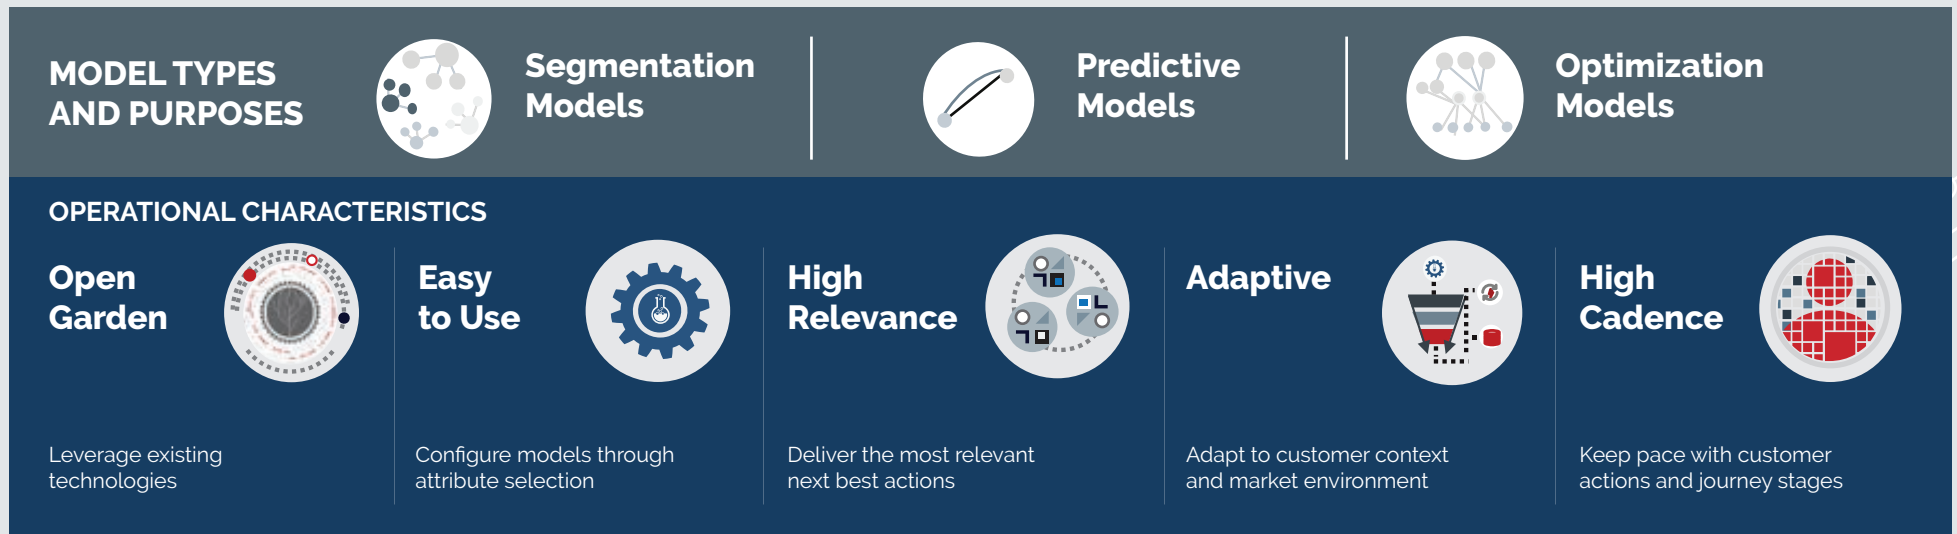 MODEL TYPES
AND PURPOSES
Segmentation
Models
Predictive
Models
Optimization
Models
OPERATIONAL CHARACTERISTICS
Open
Garden
Easy
to Use
High
Relevance
Adaptive
High
Cadence
Leverage existing
technologies
Configure models through
attribute selection
Deliver the most relevant
next best actions
Adapt to customer context
and market environment
Keep pace with customer
actions and journey stages